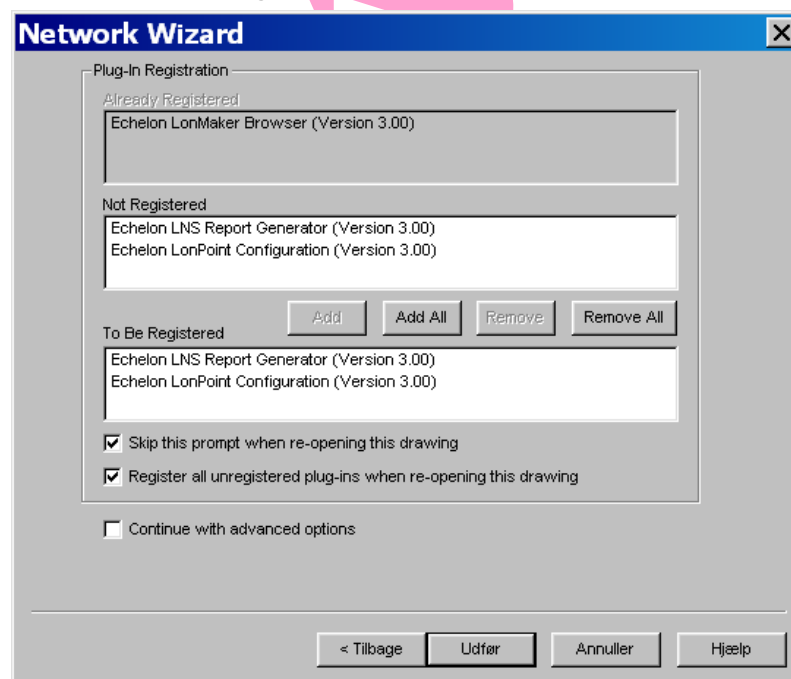 Network Wizard
Plug-In Registration
Already Registered
Echelon LonMaker Browser (Version 3.00)
Not Registered
Echelon LNS Report Generator (Version 3.00)
Echelon LonPoint Configuration (Version 3.00)
Add Add All Remove Remove All
To Be Registered
Echelon LNS Report Generator (Version 3.00)
Echelon LonPoint Configuration (Version 3.00)
Skip this prompt when re-opening this drawing
Register all unregistered plug-ins when re-opening this drawing
Continue with advanced options
< Tilbage Udfør Annuller Hjælp